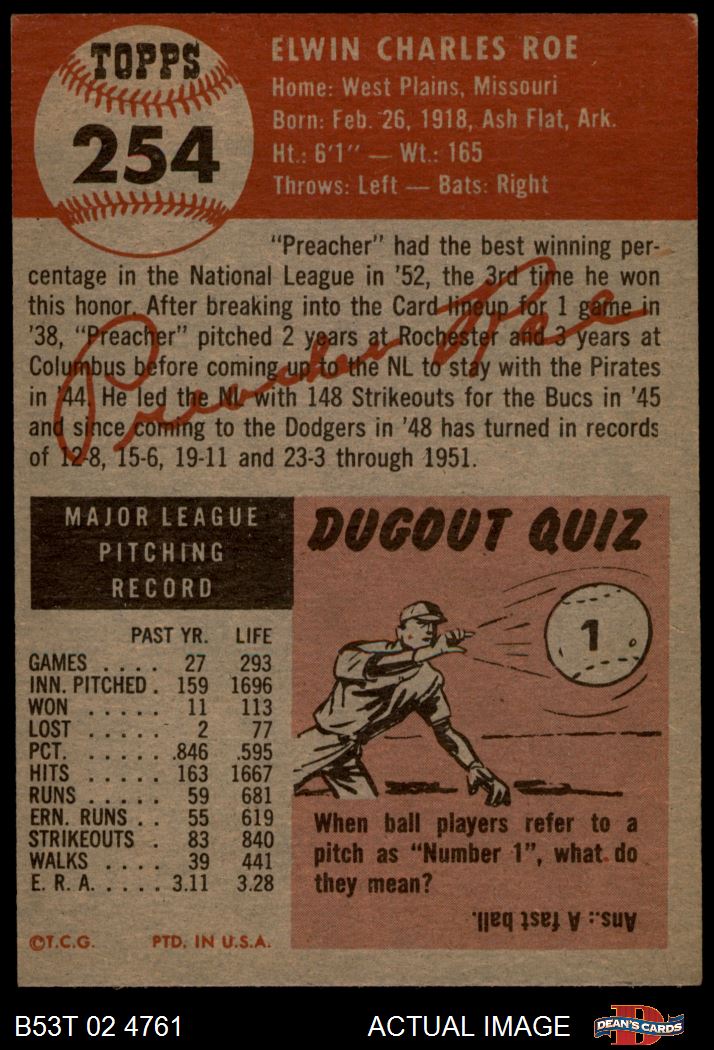 TOPPS
254
ELWIN CHARLES ROE
Home: West Plains, Missouri
Born: Feb. 26, 1918, Ash Flat, Ark.
Ht.: 6'1" — Wt.: 165
Throws: Left — Bats: Right
"Preacher" had the best winning per-
centage in the National League in '52, the 3rd time he won
this honor. After breaking into the Card lineup for 1 game in
'38, "Preacher" pitched 2 years at Rochester and 3 years at
Columbus before coming up to the NL to stay with the Pirates
in '44. He led the NL with 148 Strikeouts for the Bucs in '45
and since coming to the Dodgers in '48 has turned in records
of 12-8, 15-6, 19-11 and 23-3 through 1951.
Preacher Roe
MAJOR LEAGUE
PITCHING
RECORD
PAST YR. LIFE
GAMES .... 27 293
INN. PITCHED . 159 1696
WON ..... 11 113
LOST ..... 2 77
PCT. ...... .846 .595
HITS ..... 163 1667
RUNS ..... 59 681
ERN. RUNS .. 55 619
STRIKEOUTS . 83 840
WALKS .... 39 441
E. R. A. .... 3.11 3.28
©T.C.G. PTD. IN U.S.A.
DUGOUT QUIZ
1
When ball players refer to a
pitch as "Number 1", what do
they mean?
Ans.: A fast ball.
B53T 02 4761 ACTUAL IMAGE D DEAN'S CARDS